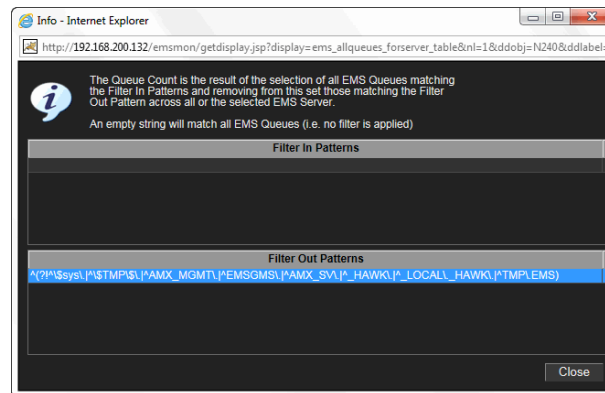 Info - Internet Explorer
http://192.168.200.132/emsmon/getdisplay.jsp?display=ems_allqueues_forserver_table&nl=1&ddobj=N240&ddlabel=
The Queue Count is the result of the selection of all EMS Queues matching
the Filter In Patterns and removing from this set those matching the Filter
Out Pattern across all or the selected EMS Server.
An empty string will match all EMS Queues (i.e. no filter is applied)
Filter In Patterns
Filter Out Patterns
^(?!^\$sys\.|^\$TMP\$\.|^AMX_MGMT\.|^EMSGMS\.|^AMX_SV\.|^_HAWK\.|^_LOCAL\._HAWK\.|^TMP\.EMS)
Close